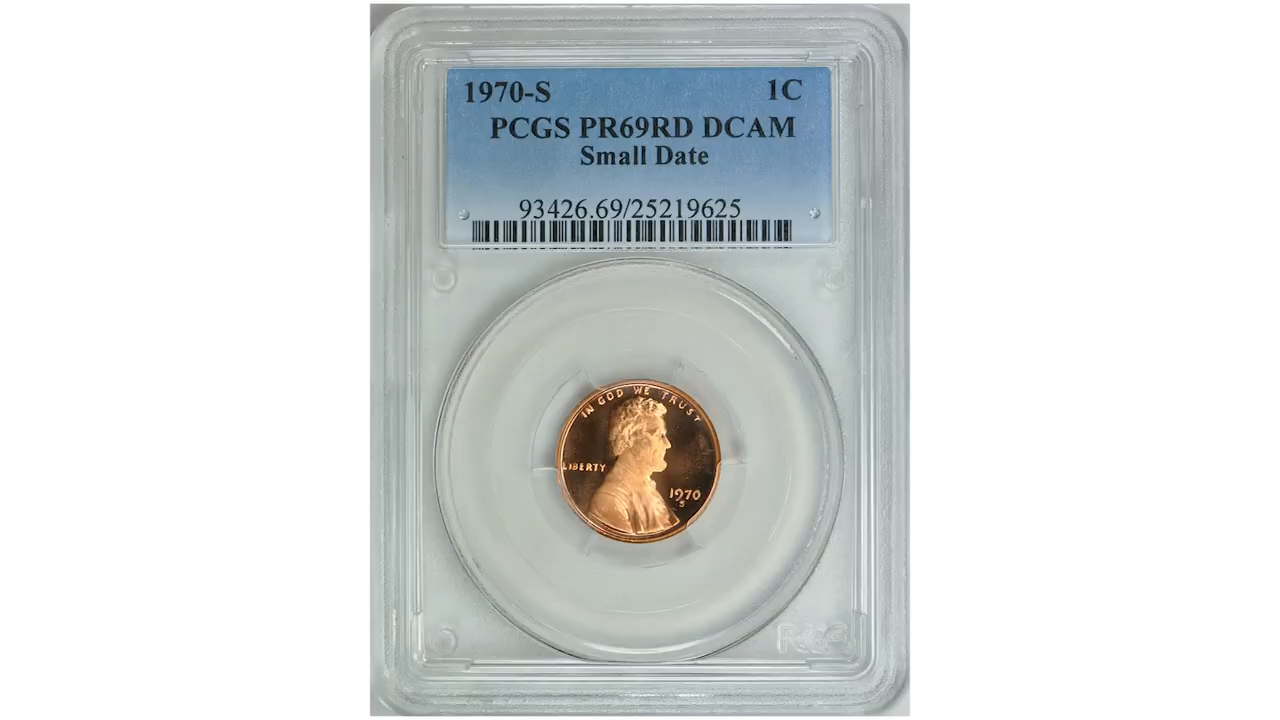 1970-S 1C
PCGS PR69RD DCAM
Small Date
93426.69/25219625
IN GOD WE TRUST
LIBERTY
1970
S
PCGS